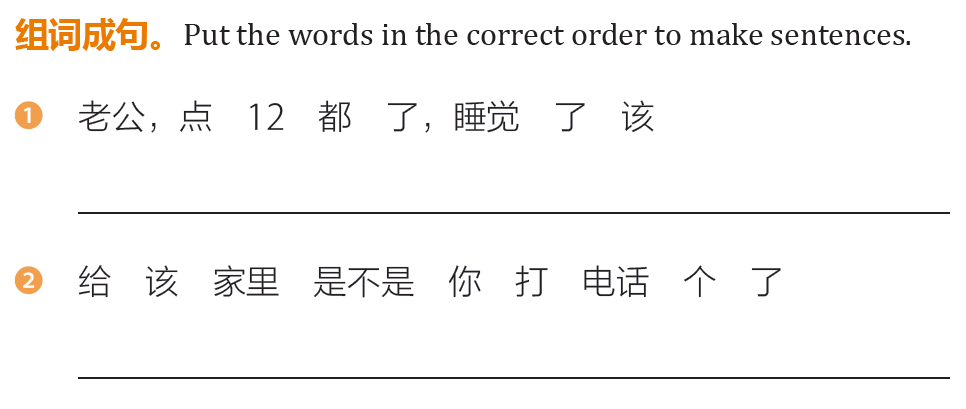 组词成句。Put the words in the correct order to make sentences.
1 老公，点 12 都 了，睡觉 了 该
2 给 该 家里 是不是 你 打 电话 个 了